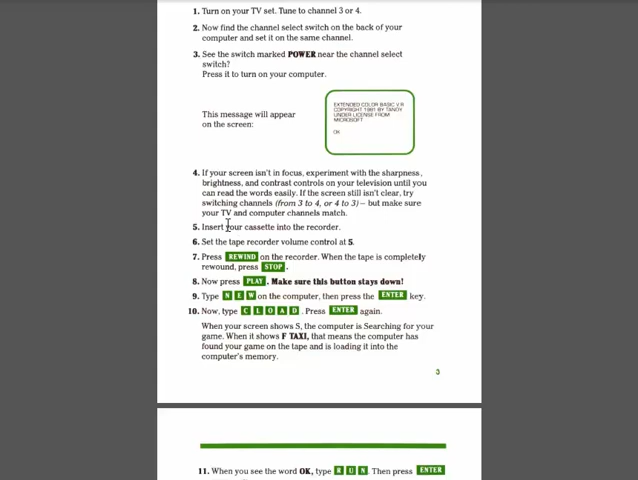 1. Turn on your TV set. Tune to channel 3 or 4.
2. Now find the channel select switch on the back of your
computer and set it on the same channel.
3. See the switch marked POWER near the channel select
switch?
Press it to turn on your computer.
This message will appear
on the screen:
EXTENDED COLOR BASIC V.R
COPYRIGHT 1981 BY TANDY
UNDER LICENSE FROM
MICROSOFT
OK
4. If your screen isn't in focus, experiment with the sharpness,
brightness, and contrast controls on your television until you
can read the words easily. If the screen still isn't clear, try
switching channels (from 3 to 4, or 4 to 3)– but make sure
your TV and computer channels match.
5. Insert your cassette into the recorder.
6. Set the tape recorder volume control at 5.
7. Press REWIND on the recorder. When the tape is completely
rewound, press STOP.
8. Now press PLAY. Make sure this button stays down!
9. Type N E W on the computer, then press the ENTER key.
10. Now, type C L O A D. Press ENTER again.
When your screen shows S, the computer is Searching for your
game. When it shows F TAXI, that means the computer has
found your game on the tape and is loading it into the
computer's memory.
3
11. When you see the word OK, type R U N. Then press ENTER